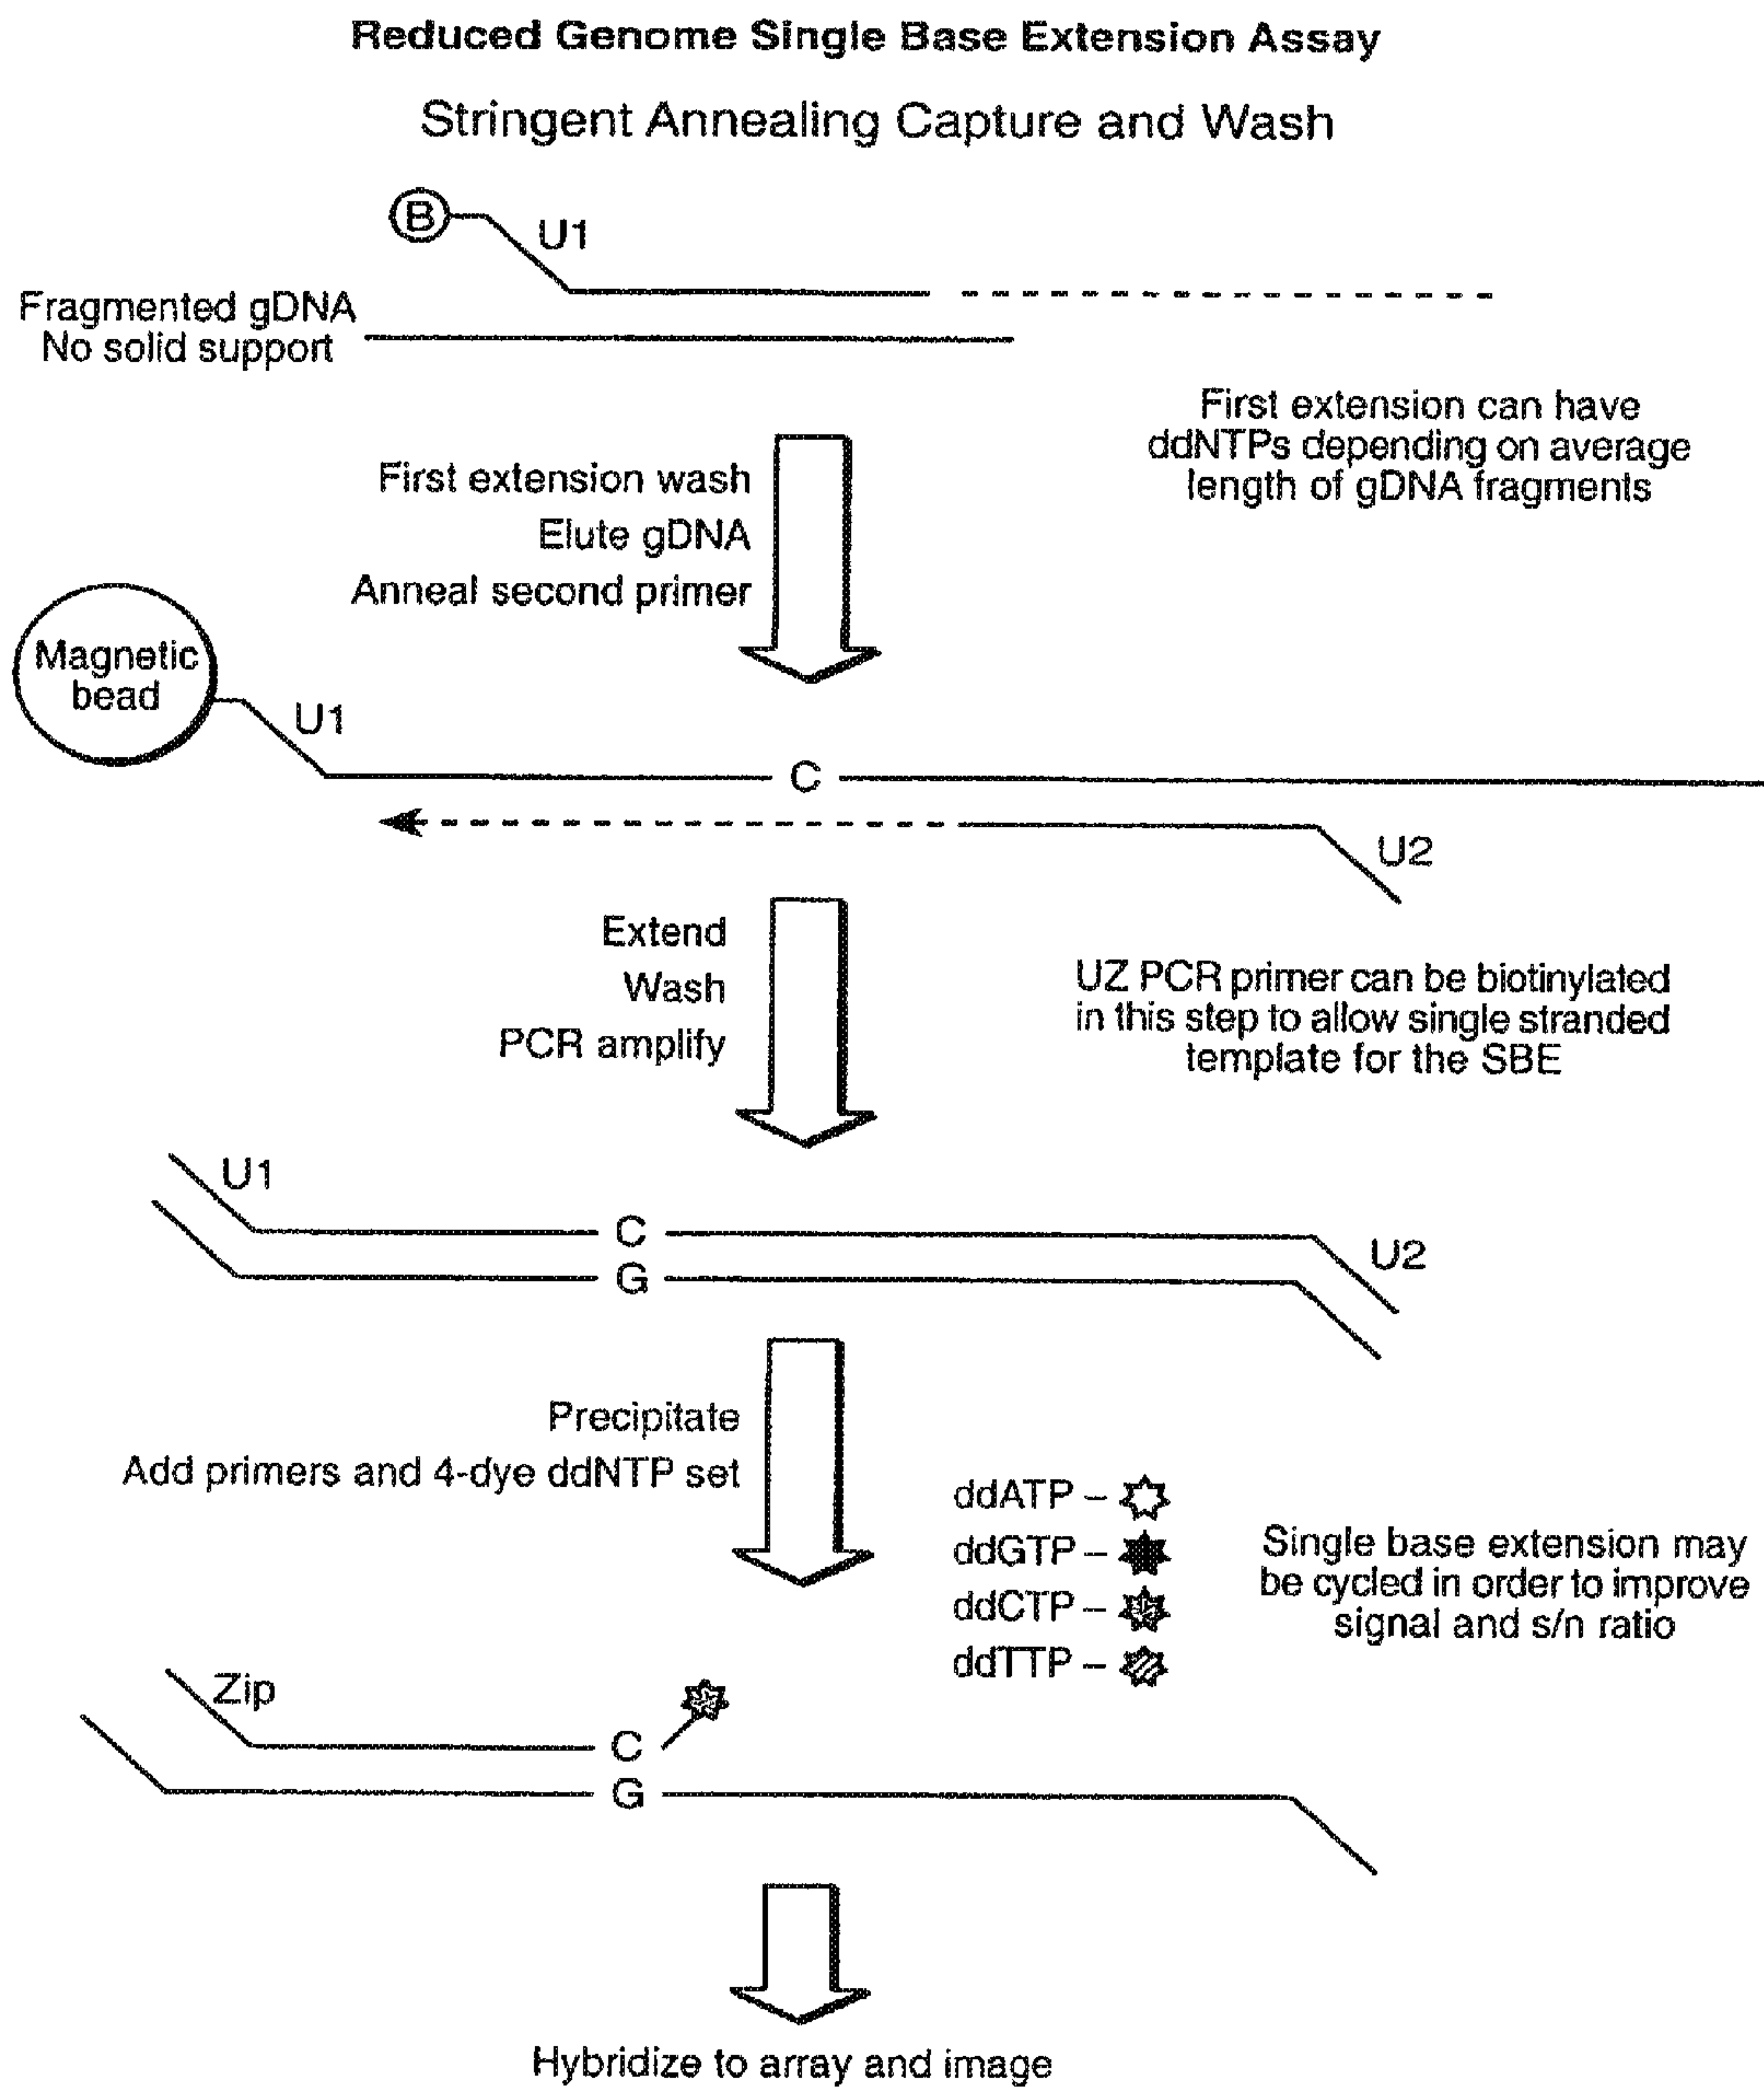 Reduced Genome Single Base Extension Assay
Stringent Annealing Capture and Wash
B
U1
Fragmented gDNA
No solid support
First extension can have
ddNTPs depending on average
length of gDNA fragments
First extension wash
Elute gDNA
Anneal second primer
Magnetic
bead
U1
C
U2
Extend
Wash
PCR amplify
UZ PCR primer can be biotinylated
in this step to allow single stranded
template for the SBE
U1
C
U2
G
Precipitate
Add primers and 4-dye ddNTP set
ddATP –
ddGTP –
ddCTP –
ddTTP –
Single base extension may
be cycled in order to improve
signal and s/n ratio
Zip
C
G
Hybridize to array and image